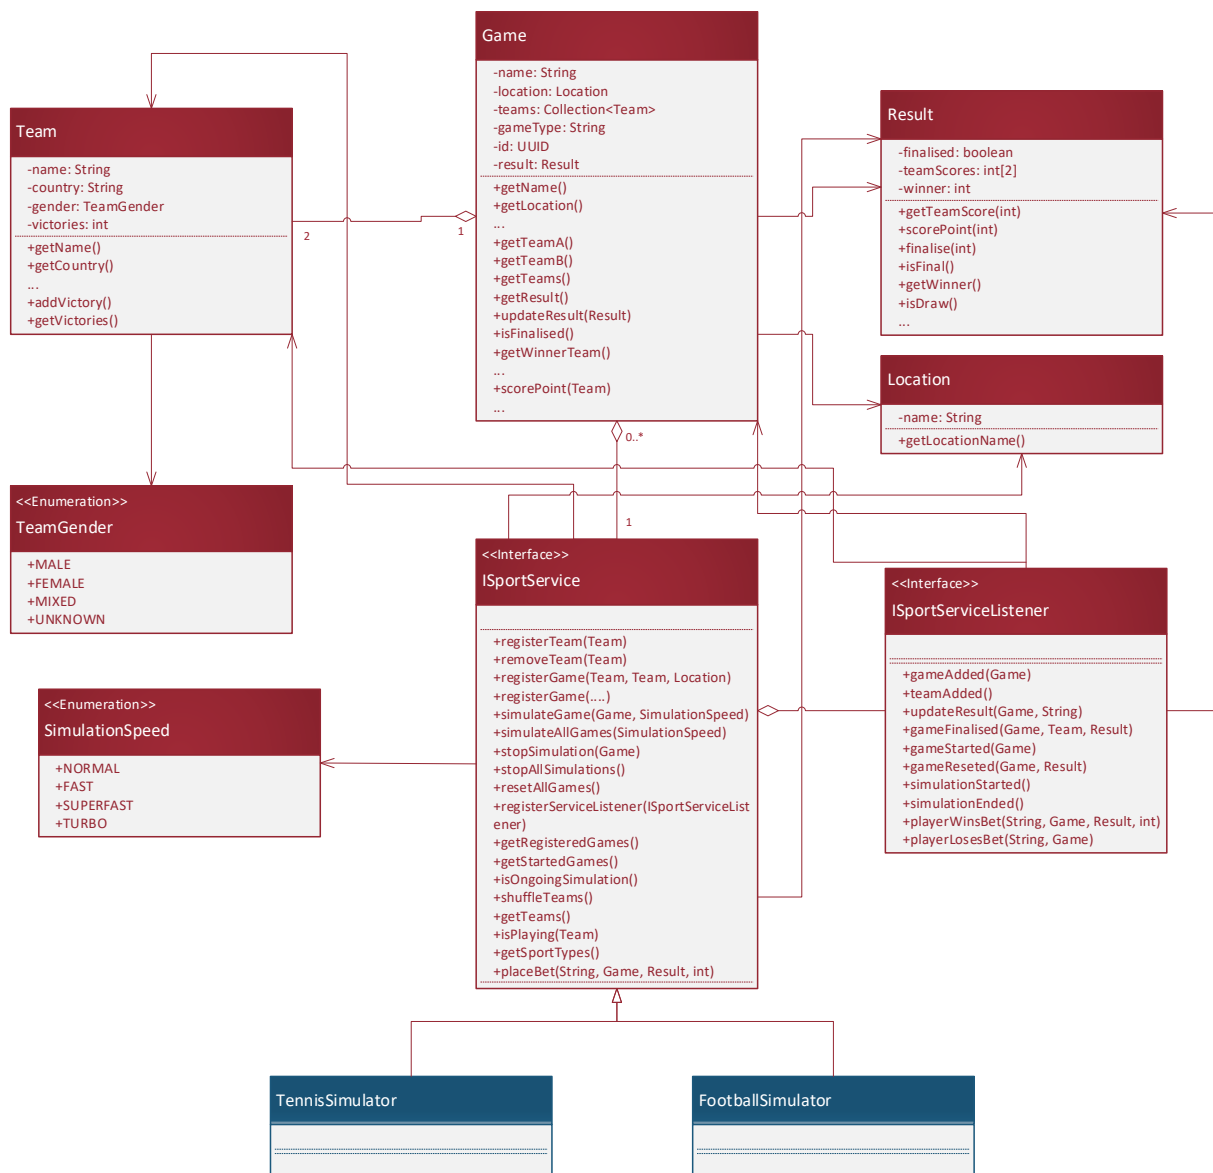 Game
-name: String
-location: Location
-teams: Collection<Team>
-gameType: String
-id: UUID
-result: Result
+getName()
+getLocation()
...
+getTeamA()
+getTeamB()
+getTeams()
+getResult()
+updateResult(Result)
+isFinalised()
+getWinnerTeam()
...
+scorePoint(Team)
...
Team
-name: String
-country: String
-gender: TeamGender
-victories: int
+getName()
+getCountry()
...
+addVictory()
+getVictories()
2
1
Result
-finalised: boolean
-teamScores: int[2]
-winner: int
+getTeamScore(int)
+scorePoint(int)
+finalise(int)
+isFinal()
+getWinner()
+isDraw()
...
Location
-name: String
+getLocationName()
0..*
1
<<Enumeration>>
TeamGender
+MALE
+FEMALE
+MIXED
+UNKNOWN
<<Interface>>
ISportService
+registerTeam(Team)
+removeTeam(Team)
+registerGame(Team, Team, Location)
+registerGame(....)
+simulateGame(Game, SimulationSpeed)
+simulateAllGames(SimulationSpeed)
+stopSimulation(Game)
+stopAllSimulations()
+resetAllGames()
+registerServiceListener(ISportServiceList
ener)
+getRegisteredGames()
+getStartedGames()
+isOngoingSimulation()
+shuffleTeams()
+getTeams()
+isPlaying(Team)
+getSportTypes()
+placeBet(String, Game, Result, int)
<<Interface>>
ISportServiceListener
+gameAdded(Game)
+teamAdded()
+updateResult(Game, String)
+gameFinalised(Game, Team, Result)
+gameStarted(Game)
+gameReseted(Game, Result)
+simulationStarted()
+simulationEnded()
+playerWinsBet(String, Game, Result, int)
+playerLosesBet(String, Game)
<<Enumeration>>
SimulationSpeed
+NORMAL
+FAST
+SUPERFAST
+TURBO
TennisSimulator
FootballSimulator